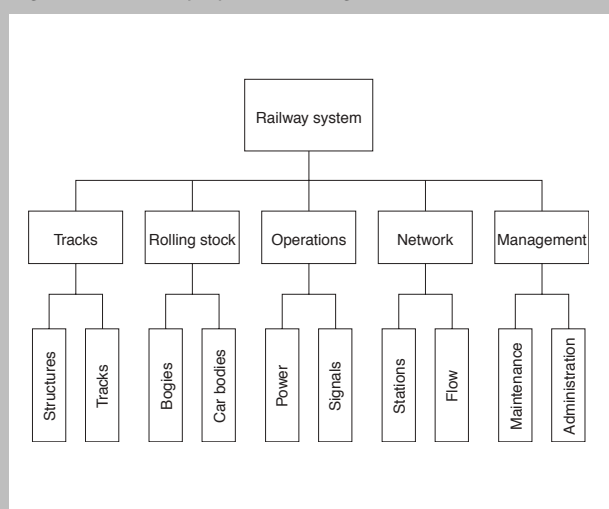 Railway system
Tracks
Rolling stock
Operations
Network
Management
Structures
Tracks
Bogies
Car bodies
Power
Signals
Stations
Flow
Maintenance
Administration